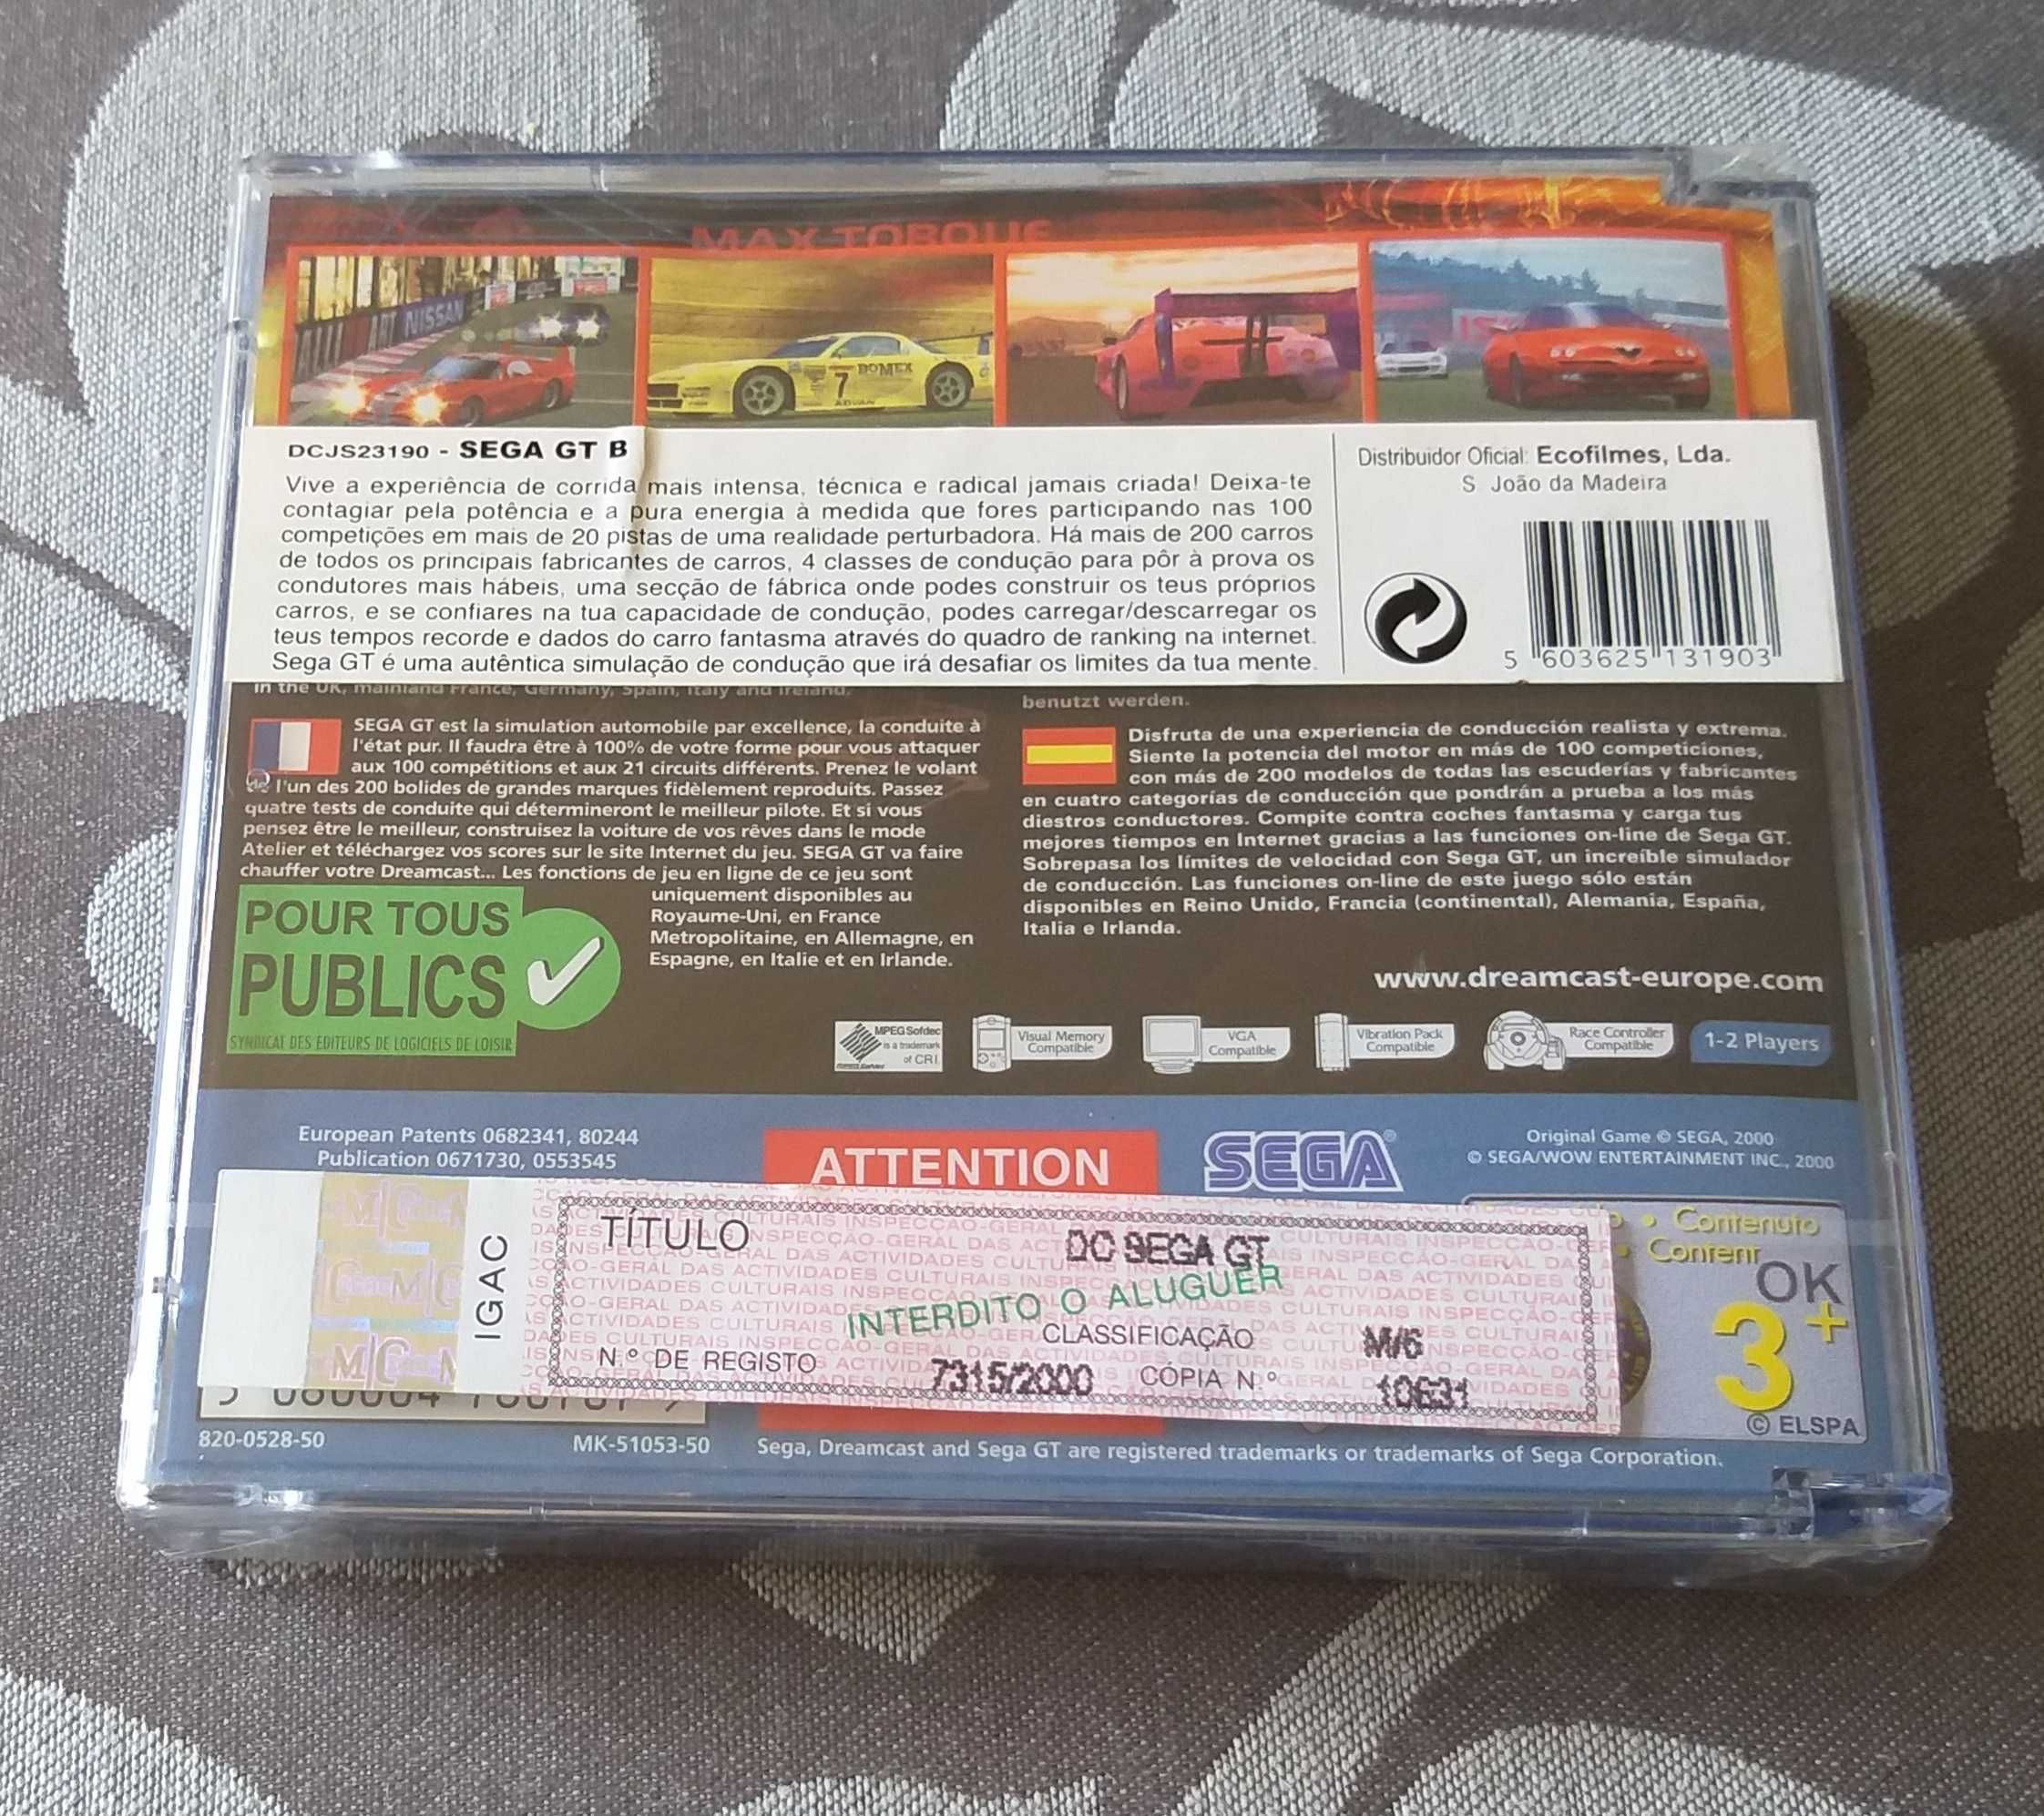 MAX TORQUE
ART NISSAN
7 DOMEX
ADVAN
DCJS23190 - SEGA GT B
Vive a experiência de corrida mais intensa, técnica e radical jamais criada! Deixa-te
contagiar pela potência e a pura energia à medida que fores participando nas 100
competições em mais de 20 pistas de uma realidade perturbadora. Há mais de 200 carros
de todos os principais fabricantes de carros, 4 classes de condução para pôr à prova os
condutores mais hábeis, uma secção de fábrica onde podes construir os teus próprios
carros, e se confiares na tua capacidade de condução, podes carregar/descarregar os
teus tempos recorde e dados do carro fantasma através do quadro de ranking na internet.
Sega GT é uma autêntica simulação de condução que irá desafiar os limites da tua mente.
Distribuidor Oficial: Ecofilmes, Lda.
S João da Madeira
5 603625 131903
in the UK, mainland France, Germany, Spain, Italy and Ireland.
benutzt werden.
SEGA GT est la simulation automobile par excellence, la conduite à
l'état pur. Il faudra être à 100% de votre forme pour vous attaquer
aux 100 compétitions et aux 21 circuits différents. Prenez le volant
l'un des 200 bolides de grandes marques fidèlement reproduits. Passez
quatre tests de conduite qui détermineront le meilleur pilote. Et si vous
pensez être le meilleur, construisez la voiture de vos rêves dans le mode
Atelier et téléchargez vos scores sur le site Internet du jeu. SEGA GT va faire
chauffer votre Dreamcast... Les fonctions de jeu en ligne de ce jeu sont
uniquement disponibles au
Royaume-Uni, en France
Metropolitaine, en Allemagne, en
Espagne, en Italie et en Irlande.
Disfruta de una experiencia de conducción realista y extrema.
Siente la potencia del motor en más de 100 competiciones,
con más de 200 modelos de todas las escuderías y fabricantes
en cuatro categorías de conducción que pondrán a prueba a los más
diestros conductores. Compite contra coches fantasma y carga tus
mejores tiempos en Internet gracias a las funciones on-line de Sega GT.
Sobrepasa los límites de velocidad con Sega GT, un increíble simulador
de conducción. Las funciones on-line de este juego sólo están
disponibles en Reino Unido, Francia (continental), Alemania, España,
Italia e Irlanda.
POUR TOUS
PUBLICS
SYNDICAT DES EDITEURS DE LOGICIELS DE LOISIR
www.dreamcast-europe.com
MPEG Sofdec
is a trademark
of CRI
Visual Memory
Compatible
VGA
Compatible
Vibration Pack
Compatible
Race Controller
Compatible
1-2 Players
European Patents 0682341, 80244
Publication 0671730, 0553545
ATTENTION
SEGA®
Original Game © SEGA, 2000
© SEGA/WOW ENTERTAINMENT INC., 2000
IGAC
TÍTULO
DC SEGA GT
INTERDITO O ALUGUER
CLASSIFICAÇÃO
M/6
N.º DE REGISTO
7315/2000
CÓPIA N.º
10631
INSPECÇÃO-GERAL DAS ACTIVIDADES CULTURAIS
• Contenuto
• Content
OK
3+
© ELSPA
820-0528-50
MK-51053-50
Sega, Dreamcast and Sega GT are registered trademarks or trademarks of Sega Corporation.